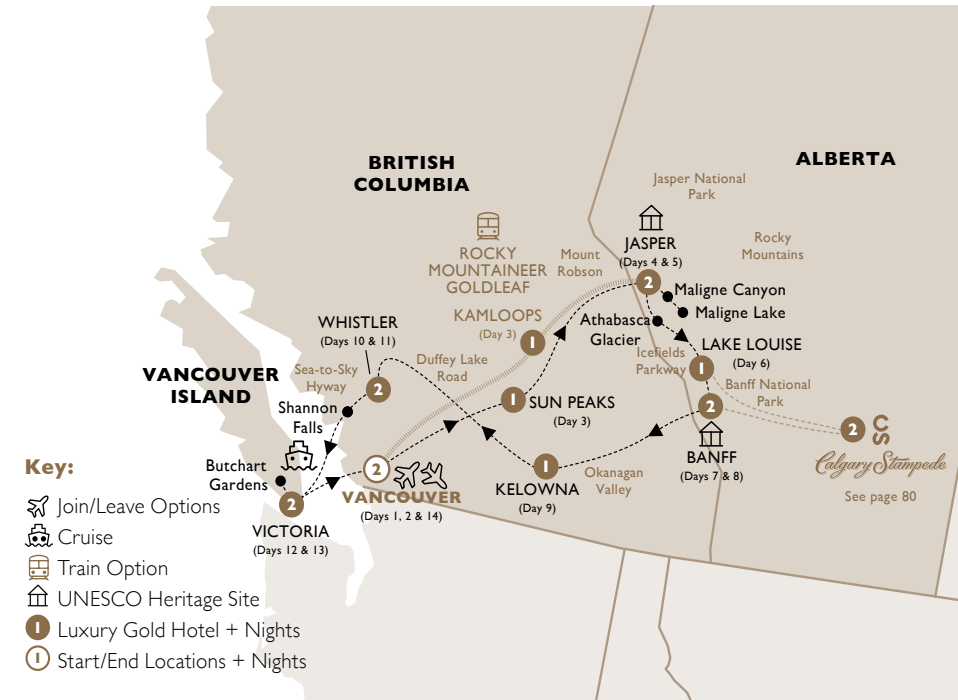 BRITISH
COLUMBIA
ALBERTA
Jasper National
Park
ROCKY
MOUNTAINEER
GOLDLEAF
Mount
Robson
JASPER
(Days 4 & 5)
Rocky
Mountains
2
Maligne Canyon
Maligne Lake
KAMLOOPS
(Day 3)
1
Athabasca
Glacier
WHISTLER
(Days 10 & 11)
Duffey Lake
Road
Icefields
Parkway
LAKE LOUISE
(Day 6)
1
VANCOUVER
ISLAND
Sea-to-Sky
Hyway
2
Banff National
Park
Shannon
Falls
1
SUN PEAKS
(Day 3)
2
2
SC
Calgary Stampede
See page 80
BANFF
(Days 7 & 8)
Butchart
Gardens
2
VANCOUVER
(Days 1, 2 & 14)
1
KELOWNA
(Day 9)
Okanagan
Valley
2
VICTORIA
(Days 12 & 13)
Key:
Join/Leave Options
Cruise
Train Option
UNESCO Heritage Site
1 Luxury Gold Hotel + Nights
1 Start/End Locations + Nights